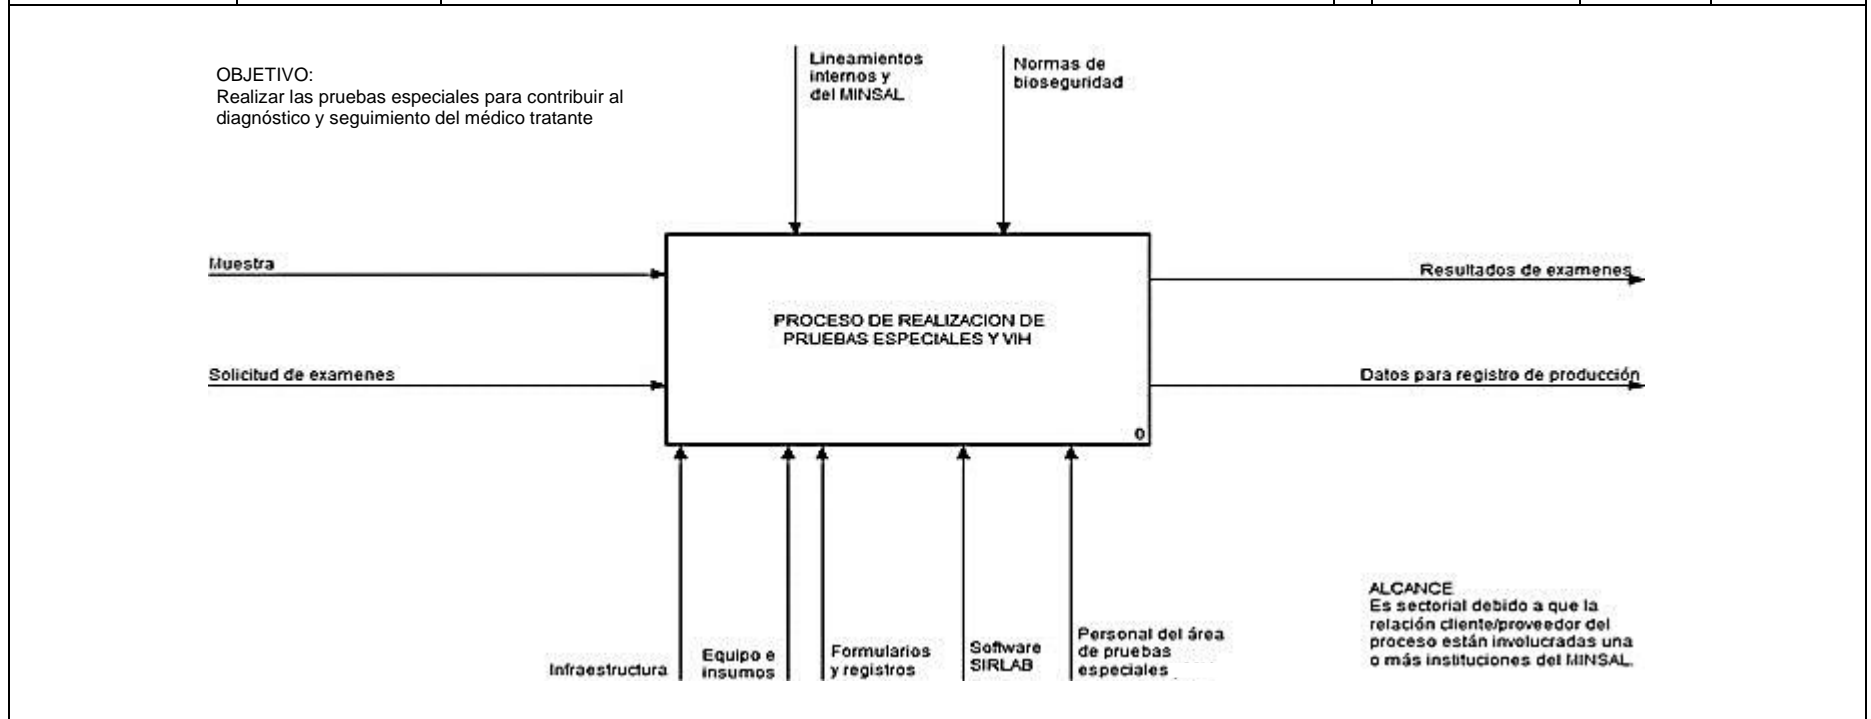 OBJETIVO:
Realizar las pruebas especiales para contribuir al
diagnóstico y seguimiento del médico tratante
Lineamientos
internos y
del MINSAL
Normas de
bioseguridad
Muestra
Solicitud de examenes
PROCESO DE REALIZACION DE
PRUEBAS ESPECIALES Y VIH
0
Resultados de examenes
Datos para registro de producción
Infraestructura
Equipo e
insumos
Formularios
y registros
Software
SIRLAB
Personal del área
de pruebas
especiales
ALCANCE
Es sectorial debido a que la
relación cliente/proveedor del
proceso están involucradas una
o más instituciones del MINSAL.